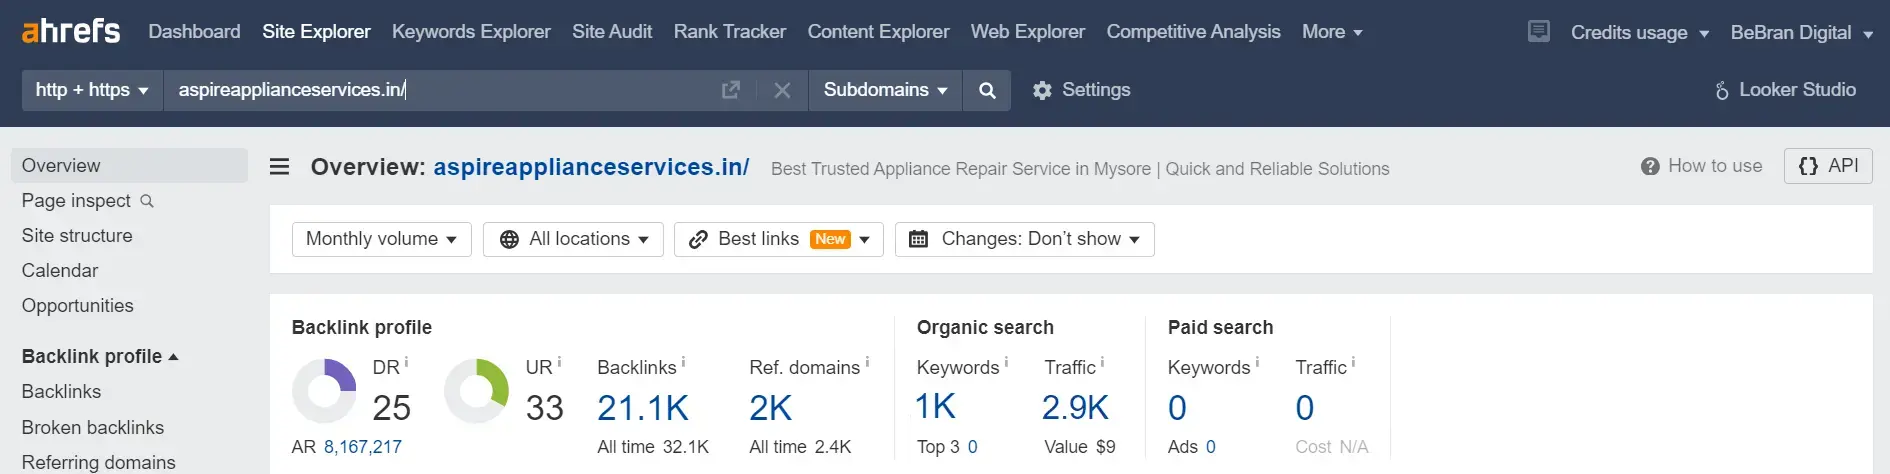 ahrefs Dashboard Site Explorer Keywords Explorer Site Audit Rank Tracker Content Explorer Web Explorer Competitive Analysis More Credits usage BeBran Digital
http + https aspireapplianceservices.in/ Subdomains Settings Looker Studio
Overview
Page inspect
Site structure
Calendar
Opportunities
Backlink profile
Backlinks
Broken backlinks
Referring domains
Overview: aspireapplianceservices.in/ Best Trusted Appliance Repair Service in Mysore | Quick and Reliable Solutions How to use API
Monthly volume All locations Best links New Changes: Don't show
Backlink profile
DR i UR i Backlinks i Ref. domains i
25 33 21.1K 2K
AR 8,167,217 All time 32.1K All time 2.4K
Organic search
Keywords i Traffic i
1K 2.9K
Top 3 0 Value $9
Paid search
Keywords i Traffic i
0 0
Ads 0 Cost N/A